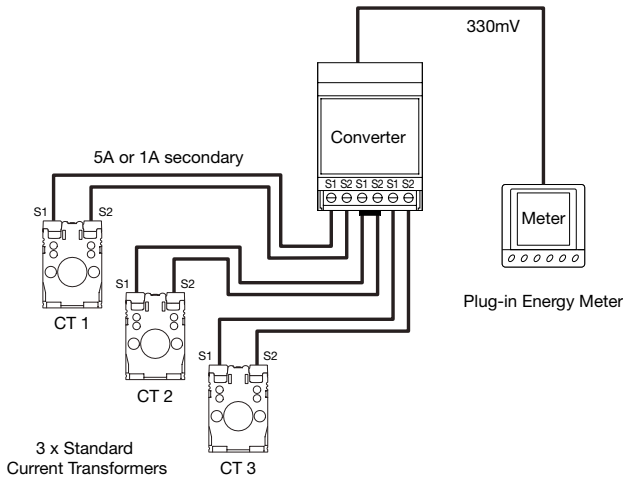 330mV
Converter
5A or 1A secondary
S1 S2 S1 S2 S1 S2
S1 S2
Meter
CT 1
S1 S2
Plug-in Energy Meter
CT 2
S1 S2
CT 3
3 x Standard
Current Transformers